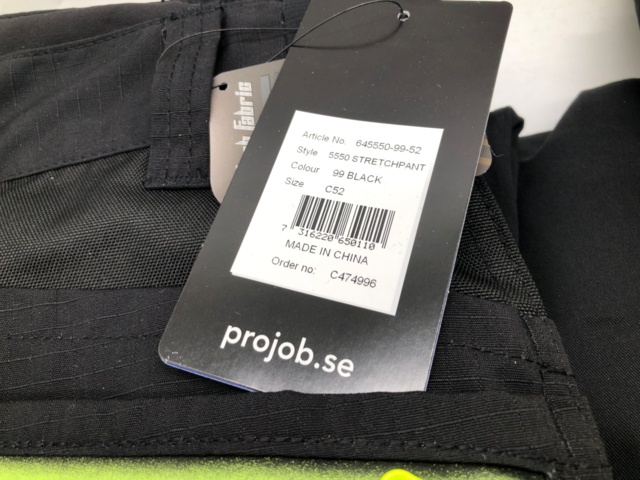 fabric
Article No. 645550-99-52
Style 5550 STRETCHPANT
Colour 99 BLACK
Size C52
7 316220 650110
MADE IN CHINA
Order no: C474996
projob.se